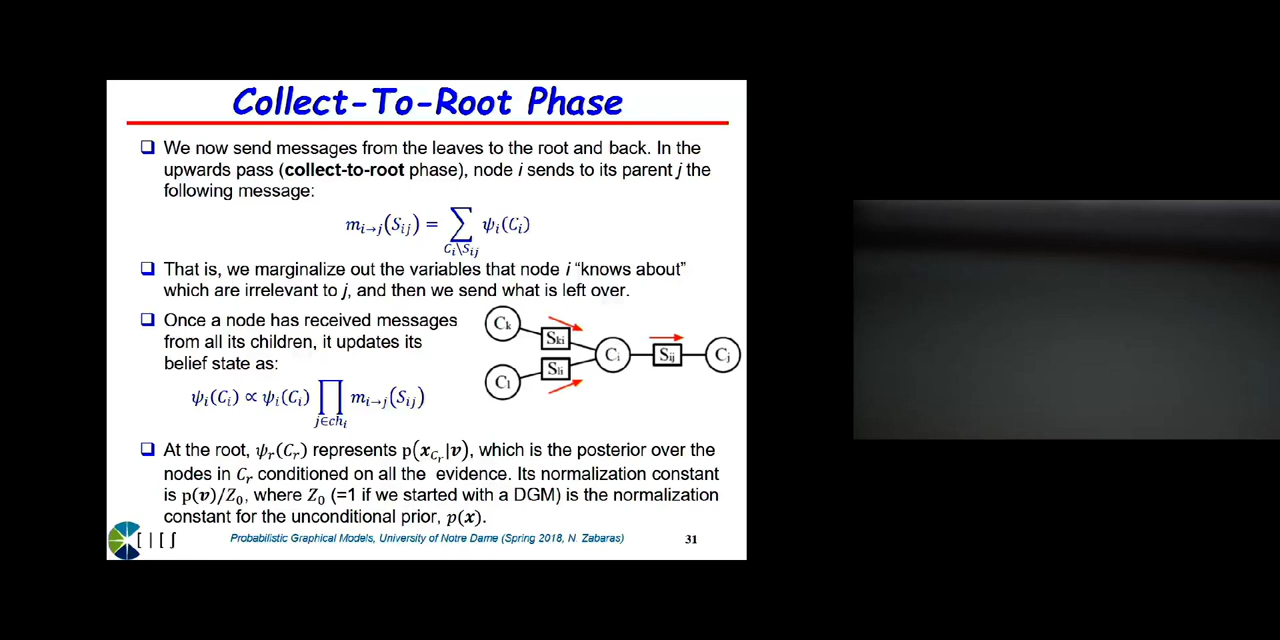 Collect-To-Root Phase
We now send messages from the leaves to the root and back. In the
upwards pass (collect-to-root phase), node i sends to its parent j the
following message:
m_{i→j}(S_{ij}) = ∑_{C_i\S_{ij}} ψ_i(C_i)
That is, we marginalize out the variables that node i “knows about”
which are irrelevant to j, and then we send what is left over.
Once a node has received messages
from all its children, it updates its
belief state as:
ψ_i(C_i) ∝ ψ_i(C_i) ∏_{j∈ch_i} m_{i→j}(S_{ij})
C_k
S_{ki}
C_i
S_{ij}
C_j
S_{li}
C_l
At the root, ψ_r(C_r) represents p(x_{C_r}|v), which is the posterior over the
nodes in C_r conditioned on all the evidence. Its normalization constant
is p(v)/Z_0, where Z_0 (=1 if we started with a DGM) is the normalization
constant for the unconditional prior, p(x).
Probabilistic Graphical Models, University of Notre Dame (Spring 2018, N. Zabaras)
31